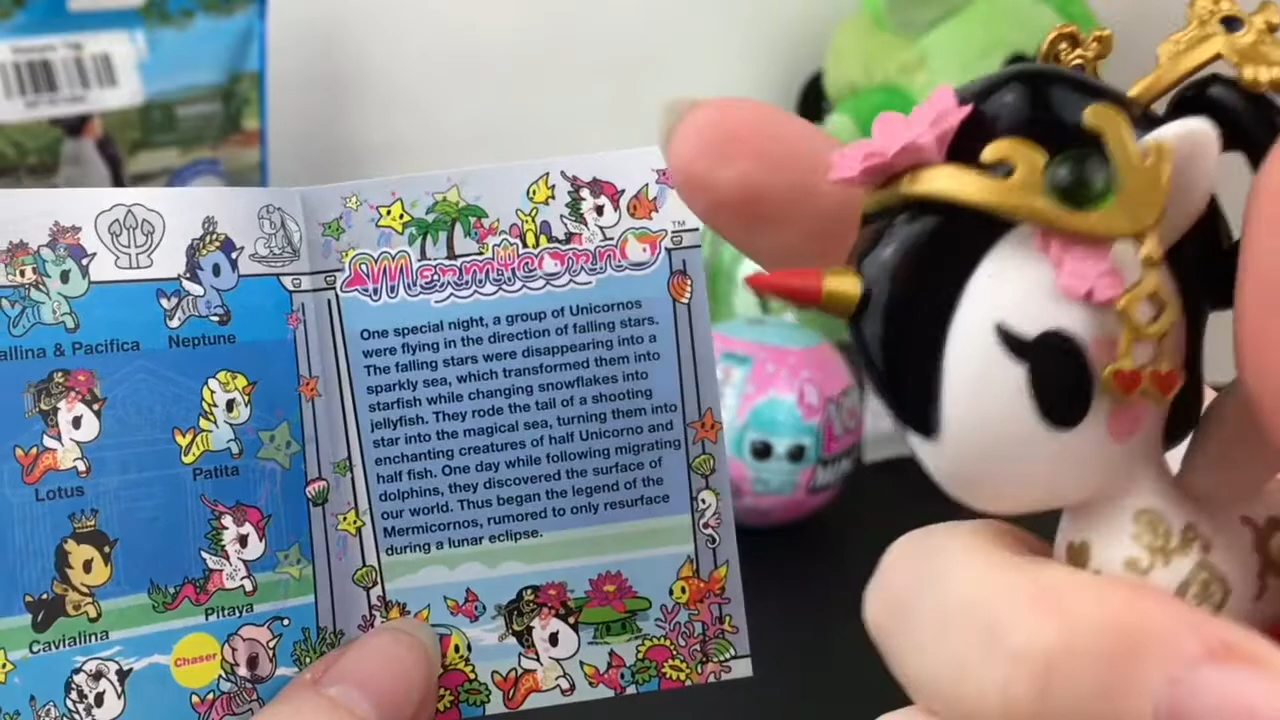 allina & Pacifica
Neptune
Lotus
Patita
Cavialina
Pitaya
Chaser
Mermicorno
TM
One special night, a group of Unicornos
were flying in the direction of falling stars.
The falling stars were disappearing into a
sparkly sea, which transformed them into
starfish while changing snowflakes into
jellyfish. They rode the tail of a shooting
star into the magical sea, turning them into
enchanting creatures of half Unicorno and
half fish. One day while following migrating
dolphins, they discovered the surface of
our world. Thus began the legend of the
Mermicornos, rumored to only resurface
during a lunar eclipse.